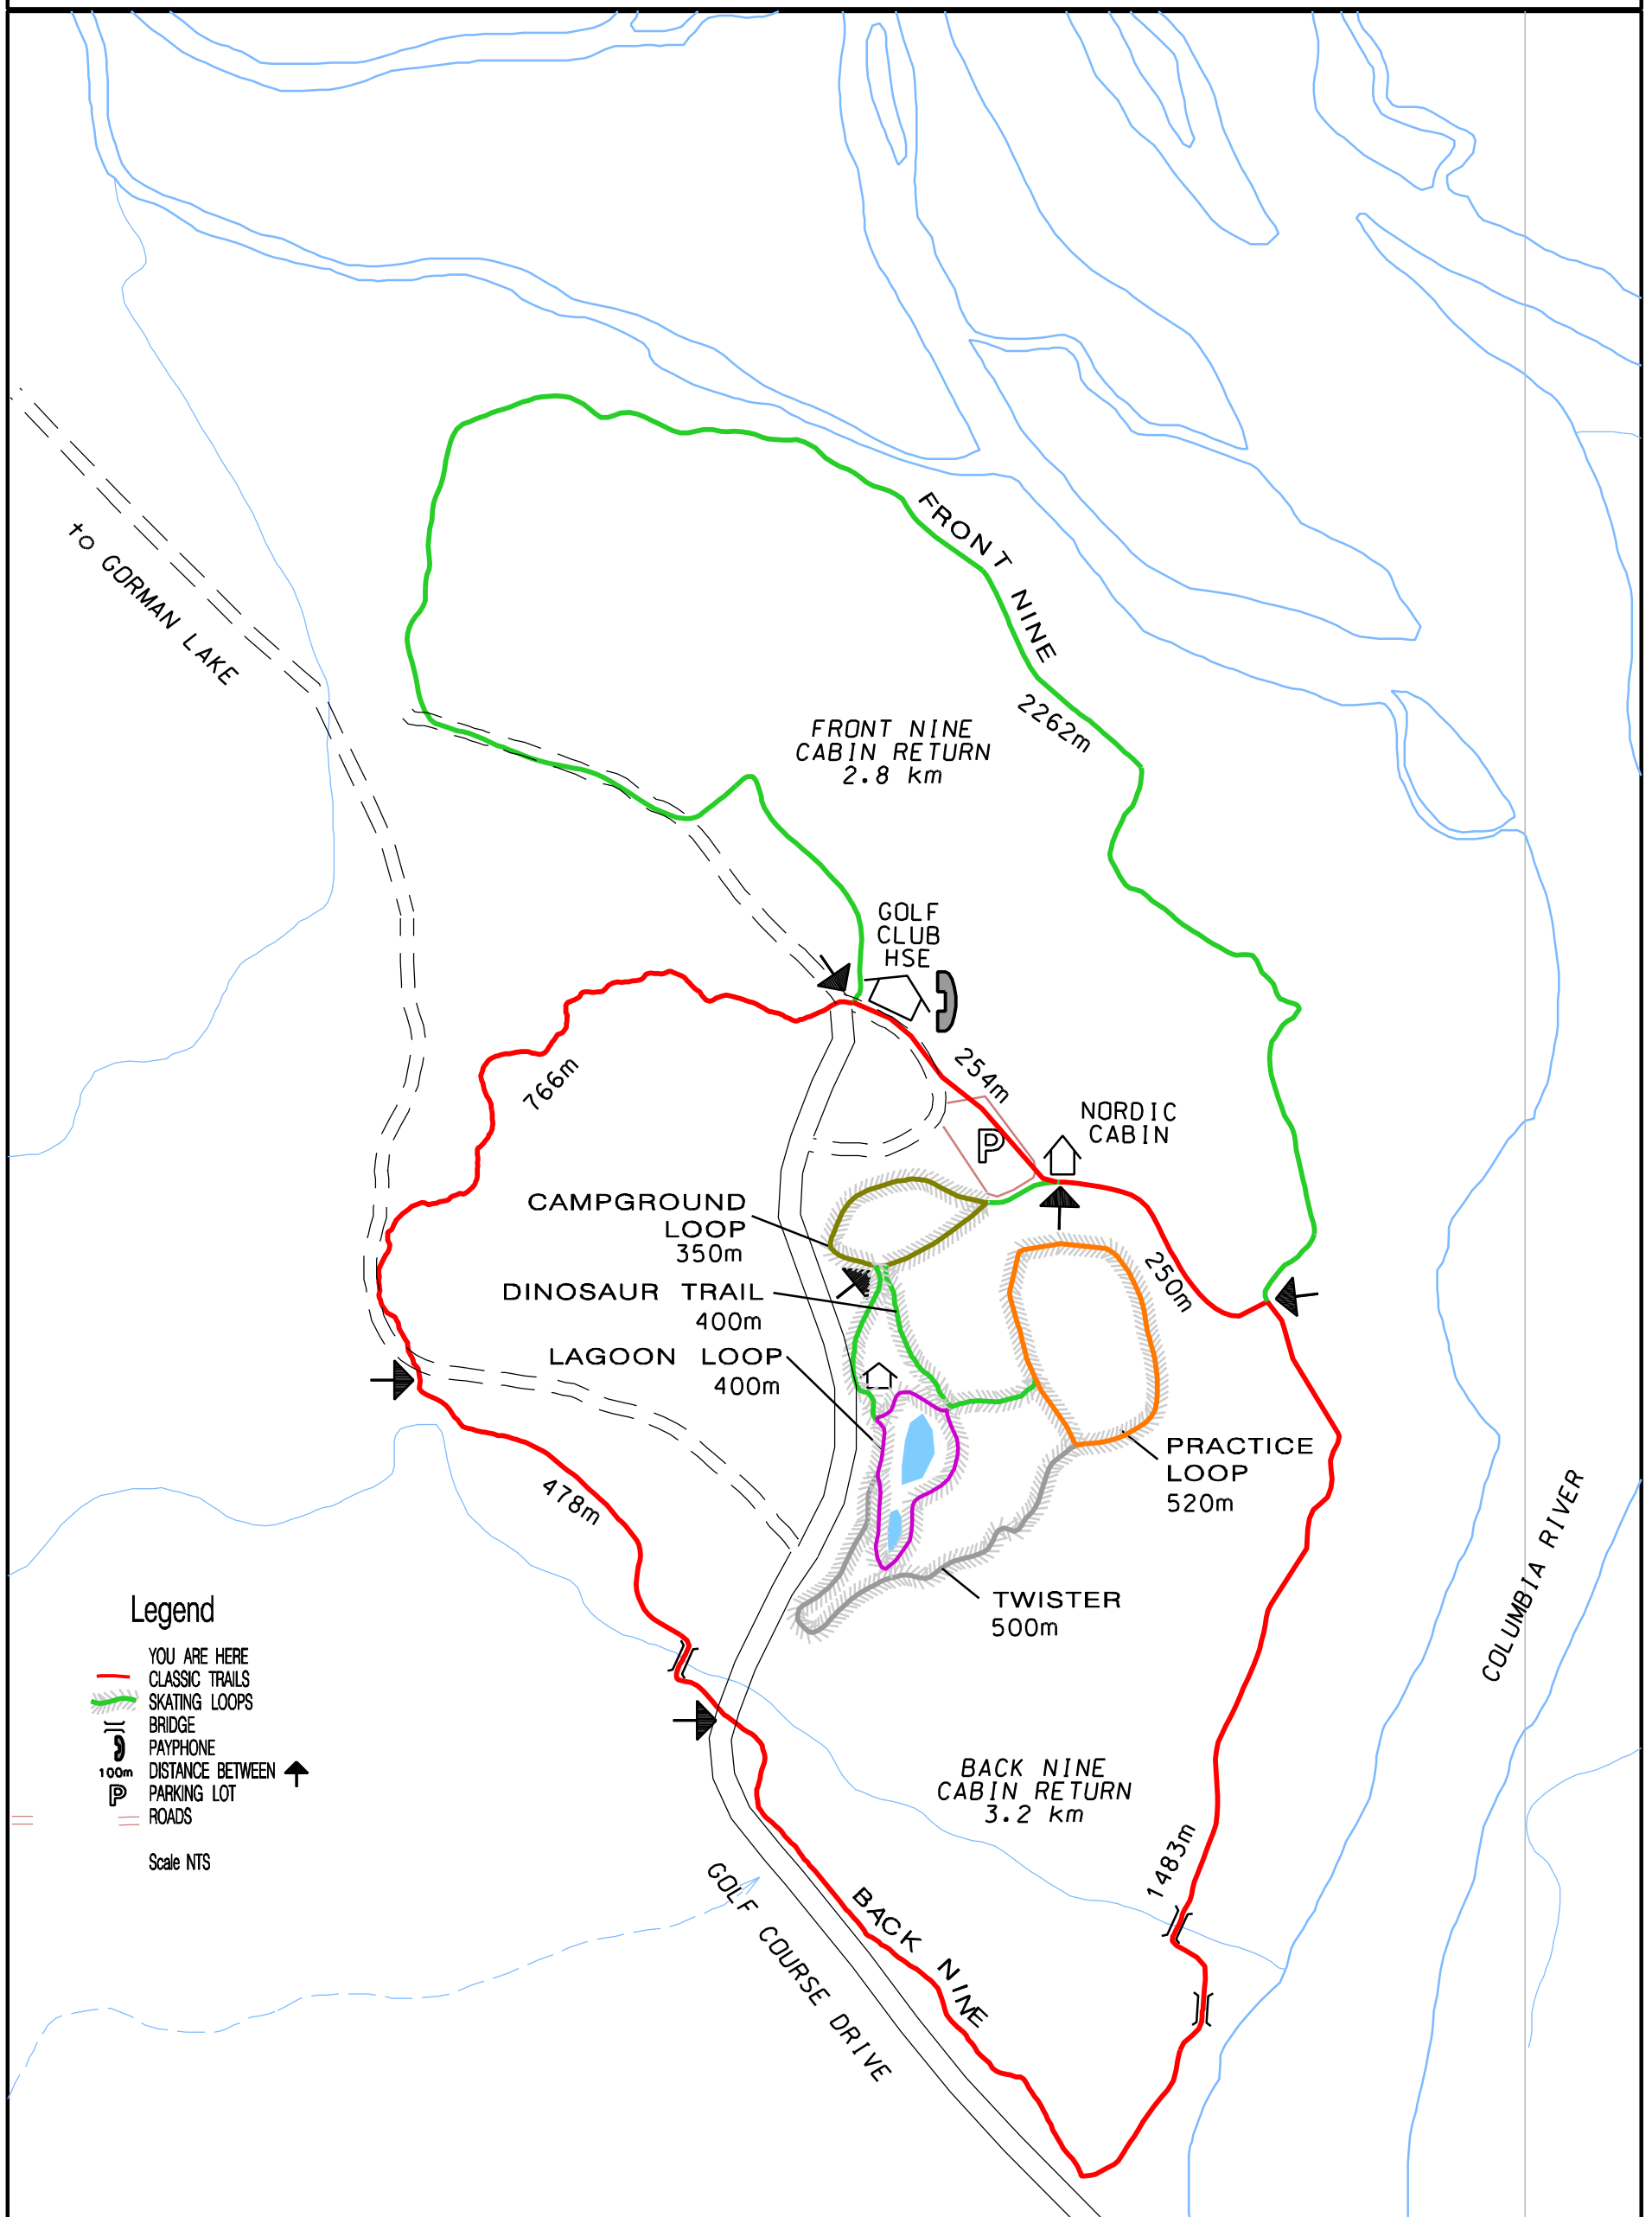 to GORMAN LAKE
FRONT NINE
2262m
FRONT NINE
CABIN RETURN
2.8 km
GOLF
CLUB
HSE
254m
766m
NORDIC
CABIN
P
CAMPGROUND
LOOP
350m
250m
DINOSAUR TRAIL
400m
LAGOON LOOP
400m
PRACTICE
LOOP
520m
478m
COLUMBIA RIVER
TWISTER
500m
Legend
YOU ARE HERE
CLASSIC TRAILS
SKATING LOOPS
BRIDGE
PAYPHONE
100m DISTANCE BETWEEN
P PARKING LOT
ROADS
Scale NTS
BACK NINE
CABIN RETURN
3.2 km
1483m
GOLF COURSE DRIVE
BACK NINE